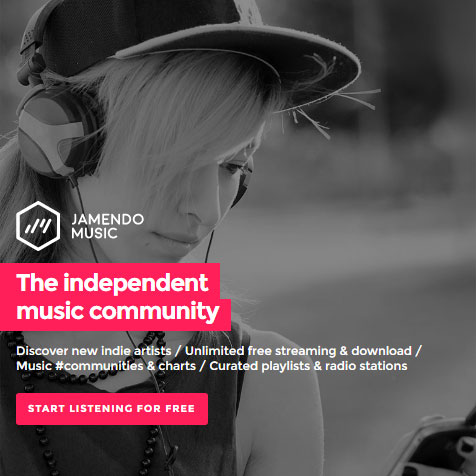 JAMENDO
MUSIC
The independent
music community
Discover new indie artists / Unlimited free streaming & download /
Music #communities & charts / Curated playlists & radio stations
START LISTENING FOR FREE